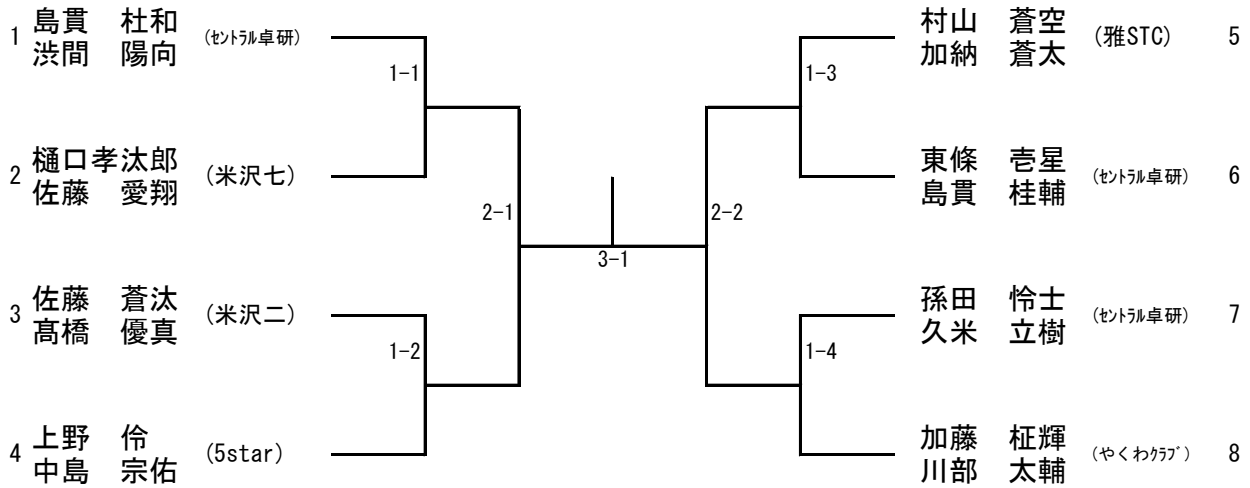 1 島貫　杜和
渋間　陽向 (ｾﾝﾄﾗﾙ卓研)
2 樋口孝汰郎
佐藤　愛翔 (米沢七)
3 佐藤　蒼汰
髙橋　優真 (米沢二)
4 上野　伶
中島　宗佑 (5star)
1-1
1-2
2-1
3-1
2-2
1-3
1-4
村山　蒼空
加納　蒼太 (雅STC) 5
東條　壱星
島貫　桂輔 (ｾﾝﾄﾗﾙ卓研) 6
孫田　怜士
久米　立樹 (ｾﾝﾄﾗﾙ卓研) 7
加藤　柾輝
川部　太輔 (やくわｸﾗﾌﾞ) 8